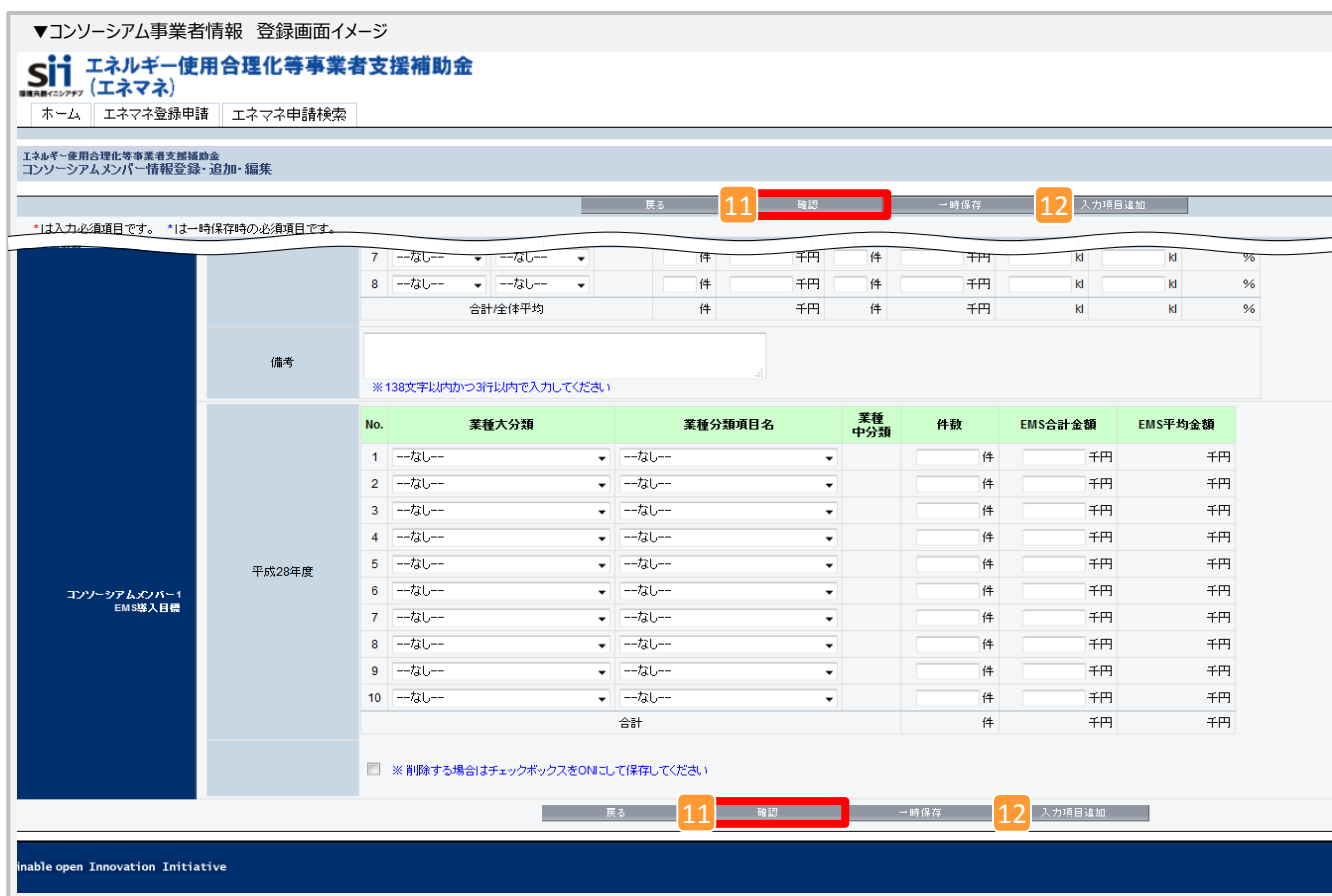 ▼コンソーシアム事業者情報 登録画面イメージ
sii エネルギー使用合理化等事業者支援補助金
環境共創イニシアチブ (エネマネ)
ホーム エネマネ登録申請 エネマネ申請検索
エネルギー使用合理化等事業者支援補助金
コンソーシアムメンバー情報登録・追加・編集
戻る 11 確認 一時保存 12 入力項目追加
*は入力必須項目です。 *は一時保存時の必須項目です。
7 --なし-- --なし-- 件 千円 件 千円 kl kl %
8 --なし-- --なし-- 件 千円 件 千円 kl kl %
合計/全体平均 件 千円 件 千円 kl kl %
備考
※138文字以内かつ3行以内で入力してください
No. 業種大分類 業種分類項目名 業種中分類 件数 EMS合計金額 EMS平均金額
1 --なし-- --なし-- 件 千円 千円
2 --なし-- --なし-- 件 千円 千円
3 --なし-- --なし-- 件 千円 千円
4 --なし-- --なし-- 件 千円 千円
平成28年度
5 --なし-- --なし-- 件 千円 千円
コンソーシアムメンバー1
EMS導入目標
6 --なし-- --なし-- 件 千円 千円
7 --なし-- --なし-- 件 千円 千円
8 --なし-- --なし-- 件 千円 千円
9 --なし-- --なし-- 件 千円 千円
10 --なし-- --なし-- 件 千円 千円
合計 件 千円 千円
※ 削除する場合はチェックボックスをONにして保存してください
戻る 11 確認 一時保存 12 入力項目追加
inable open Innovation Initiative